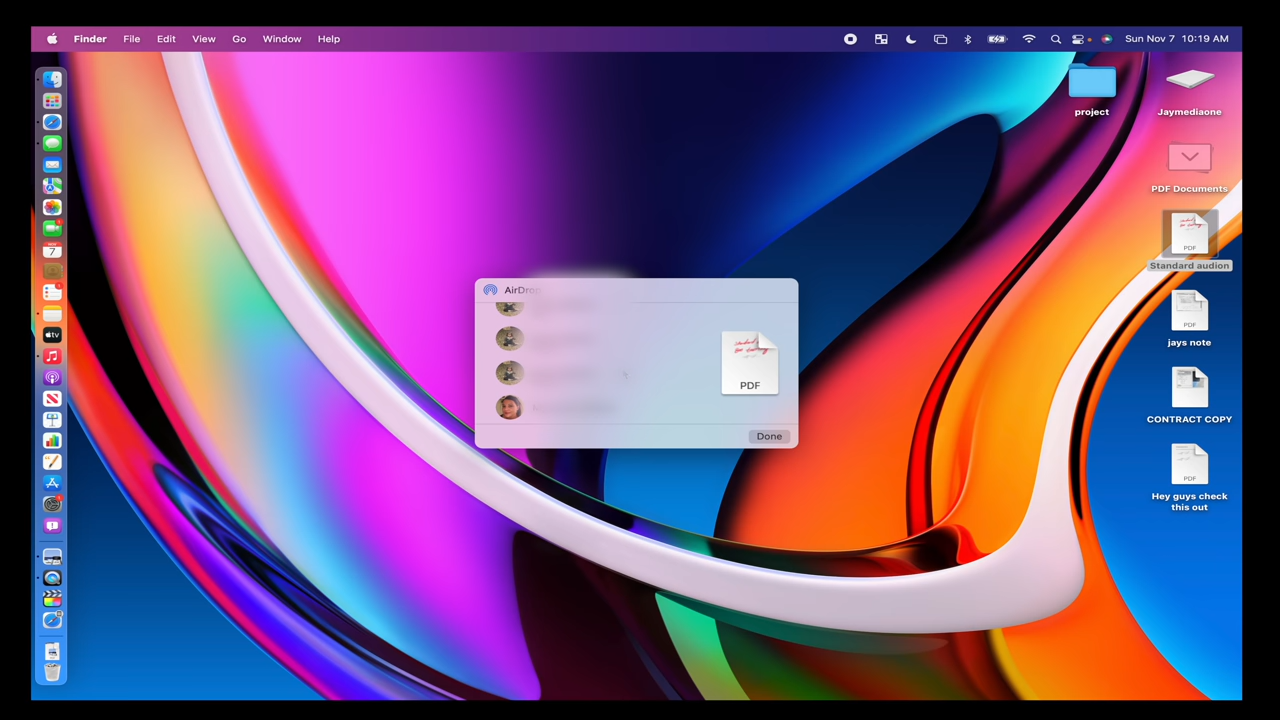 Finder File Edit View Go Window Help Sun Nov 7 10:19 AM
project
Jaymediaone
PDF Documents
PDF
Standard audion
PDF
jays note
CONTRACT COPY
PDF
Hey guys check
this out
AirDrop
PDF
Done
7
tv